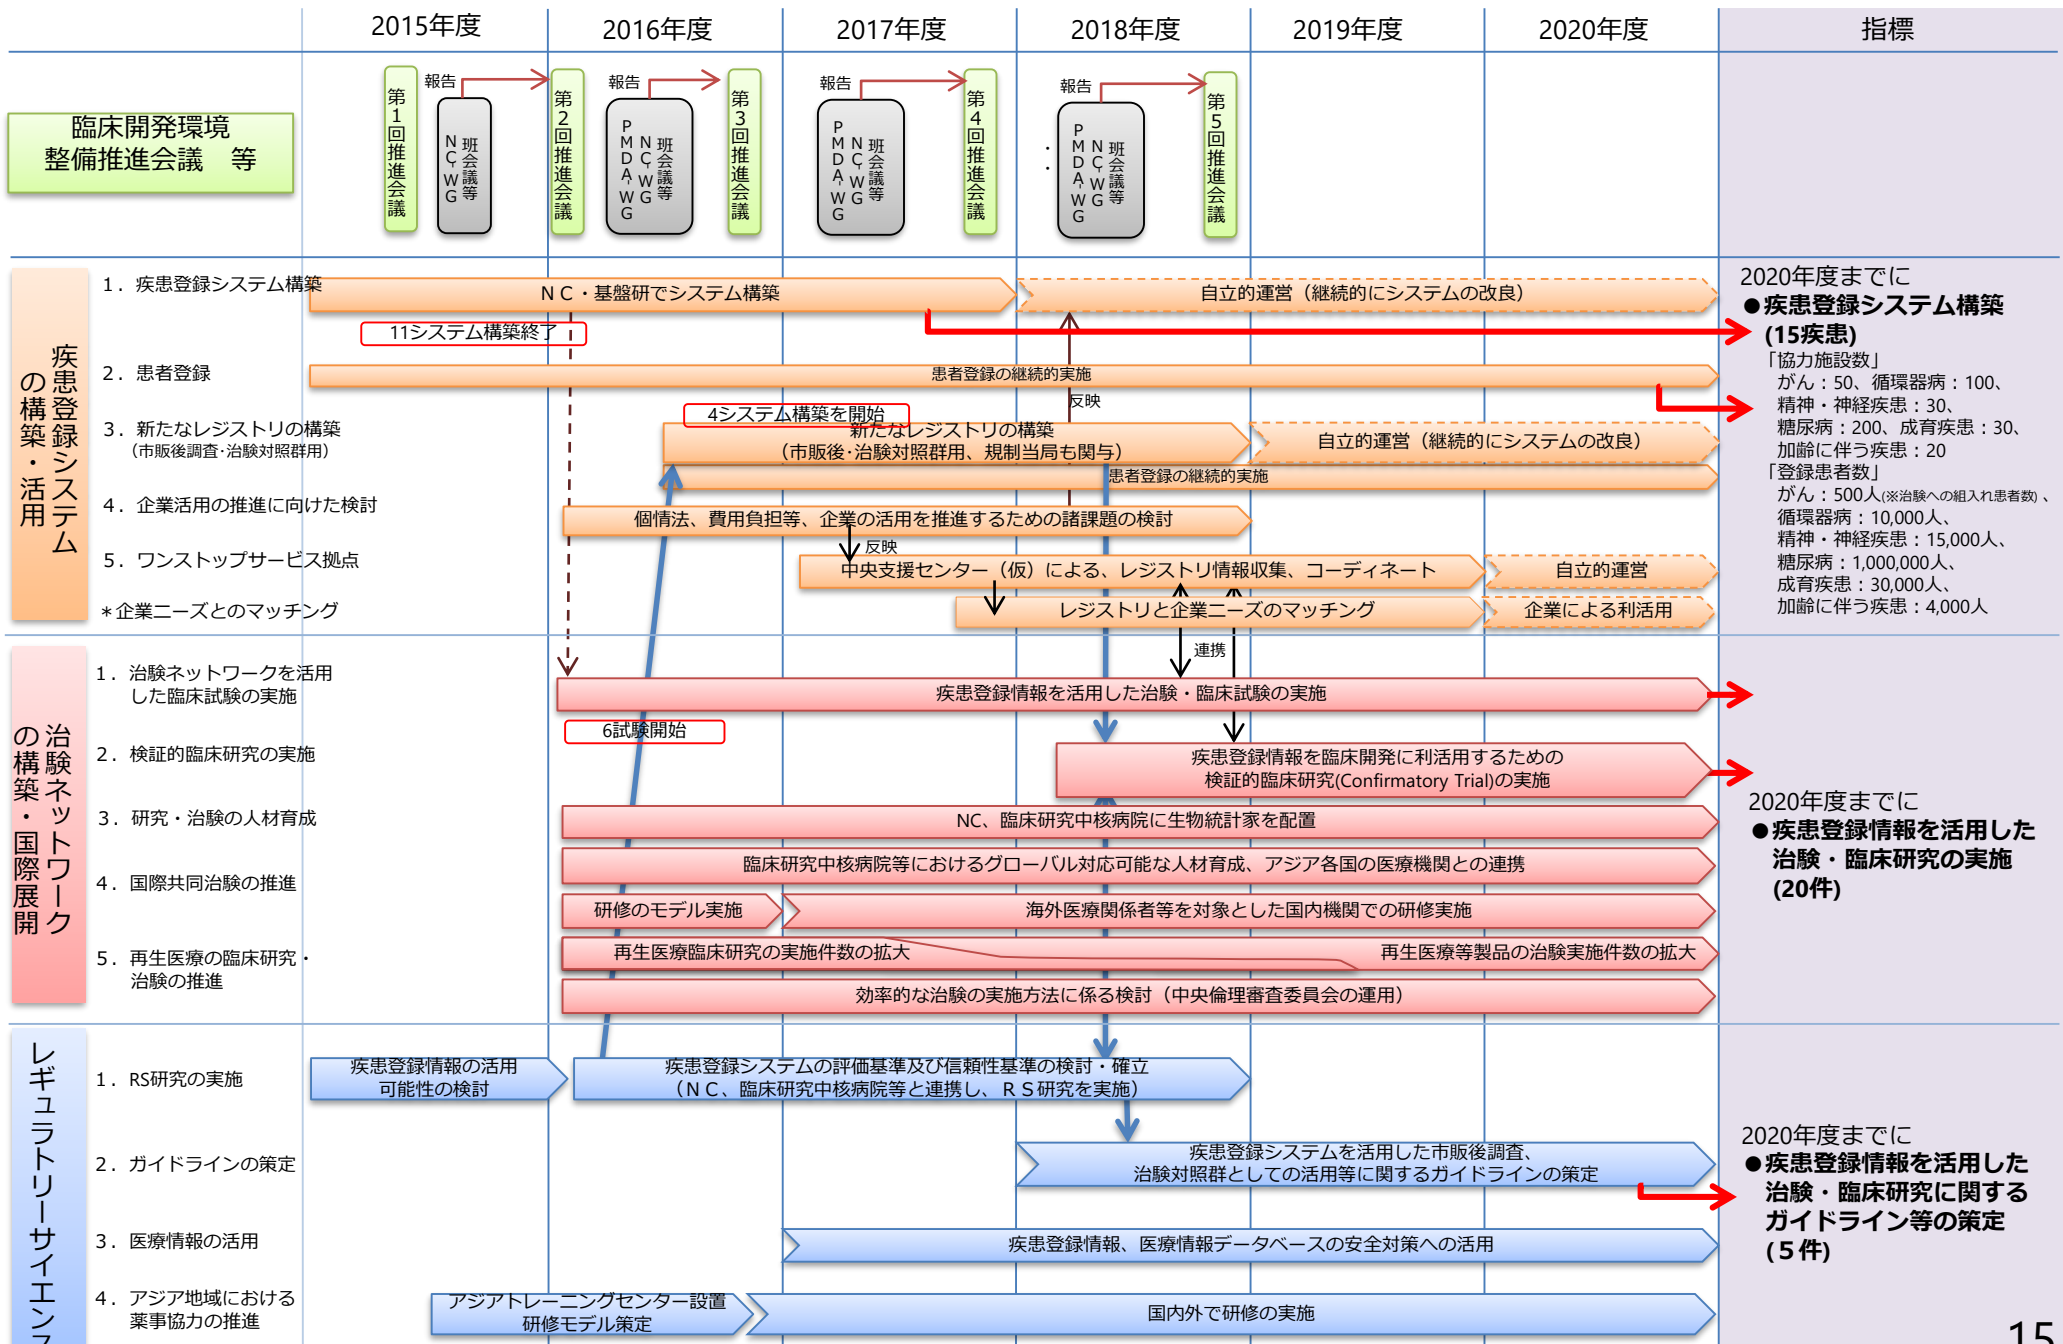 2015年度
2016年度
2017年度
2018年度
2019年度
2020年度
指標
臨床開発環境
整備推進会議　等
第1回推進会議
報告
班会議等
NC-WG
第2回推進会議
報告
班会議等
NC-WG
PMDA-WG
第3回推進会議
報告
班会議等
NC-WG
PMDA-WG
第4回推進会議
報告
・・
班会議等
NC-WG
PMDA-WG
第5回推進会議
疾患登録システム
の構築・活用
1．疾患登録システム構築
ＮＣ・基盤研でシステム構築
自立的運営（継続的にシステムの改良）
11システム構築終了
2．患者登録
患者登録の継続的実施
反映
4システム構築を開始
3．新たなレジストリの構築
（市販後調査･治験対照群用）
新たなレジストリの構築
（市販後･治験対照群用、規制当局も関与）
自立的運営（継続的にシステムの改良）
患者登録の継続的実施
4．企業活用の推進に向けた検討
個情法、費用負担等、企業の活用を推進するための諸課題の検討
反映
5．ワンストップサービス拠点
中央支援センター（仮）による、レジストリ情報収集、コーディネート
自立的運営
＊企業ニーズとのマッチング
レジストリと企業ニーズのマッチング
企業による利活用
2020年度までに
●疾患登録システム構築
(15疾患)
「協力施設数」
がん：50、循環器病：100、
精神・神経疾患：30、
糖尿病：200、成育疾患：30、
加齢に伴う疾患：20
「登録患者数」
がん：500人(※治験への組入れ患者数) 、
循環器病：10,000人、
精神・神経疾患：15,000人、
糖尿病：1,000,000人、
成育疾患：30,000人、
加齢に伴う疾患：4,000人
治験ネットワーク
の構築・国際展開
1．治験ネットワークを活用
した臨床試験の実施
連携
疾患登録情報を活用した治験・臨床試験の実施
6試験開始
2．検証的臨床研究の実施
疾患登録情報を臨床開発に利活用するための
検証的臨床研究(Confirmatory Trial)の実施
3．研究・治験の人材育成
NC、臨床研究中核病院に生物統計家を配置
4．国際共同治験の推進
臨床研究中核病院等におけるグローバル対応可能な人材育成、アジア各国の医療機関との連携
研修のモデル実施
海外医療関係者等を対象とした国内機関での研修実施
5．再生医療の臨床研究・
治験の推進
再生医療臨床研究の実施件数の拡大
再生医療等製品の治験実施件数の拡大
効率的な治験の実施方法に係る検討（中央倫理審査委員会の運用）
2020年度までに
●疾患登録情報を活用した
治験・臨床研究の実施
(20件)
レギュラトリーサイエンス
1．RS研究の実施
疾患登録情報の活用
可能性の検討
疾患登録システムの評価基準及び信頼性基準の検討・確立
（ＮＣ、臨床研究中核病院等と連携し、ＲＳ研究を実施）
2．ガイドラインの策定
疾患登録システムを活用した市販後調査、
治験対照群としての活用等に関するガイドラインの策定
3．医療情報の活用
疾患登録情報、医療情報データベースの安全対策への活用
4．アジア地域における
薬事協力の推進
アジアトレーニングセンター設置
研修モデル策定
国内外で研修の実施
2020年度までに
●疾患登録情報を活用した
治験・臨床研究に関する
ガイドライン等の策定
(５件)
15